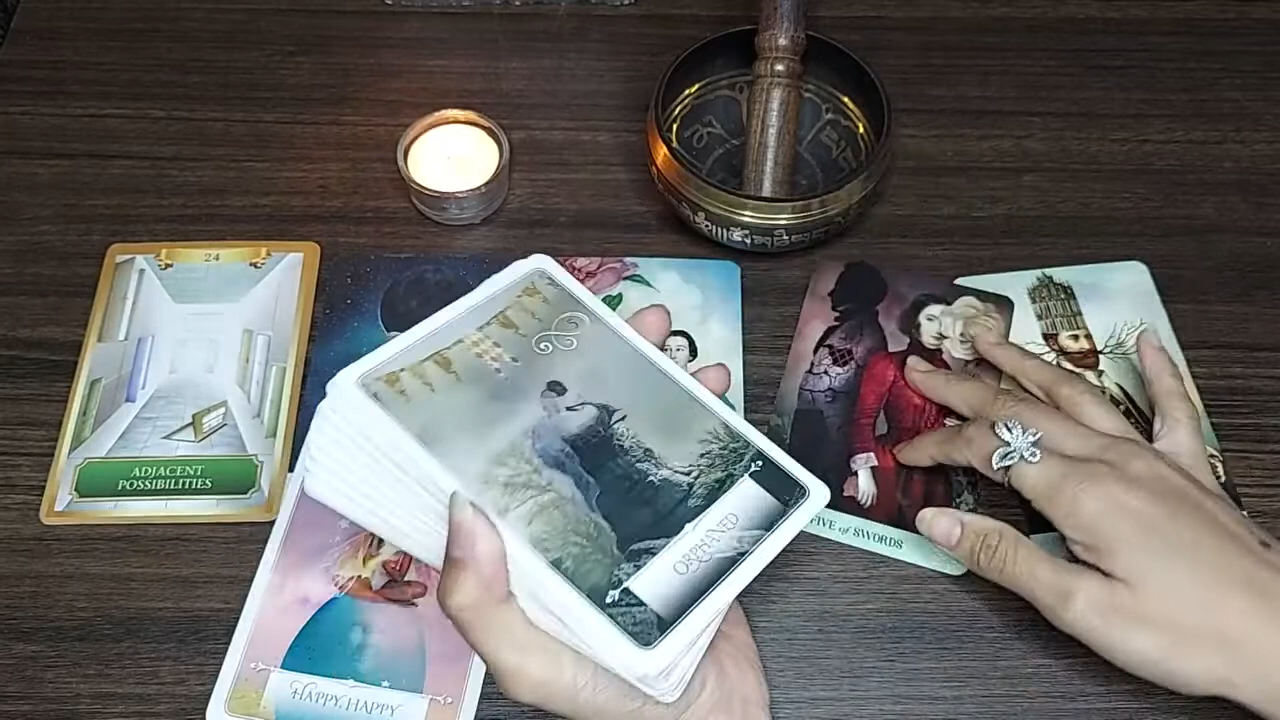 24
ADJACENT
POSSIBILITIES
ORPHANED
FIVE of SWORDS
HAPPY, HAPPY